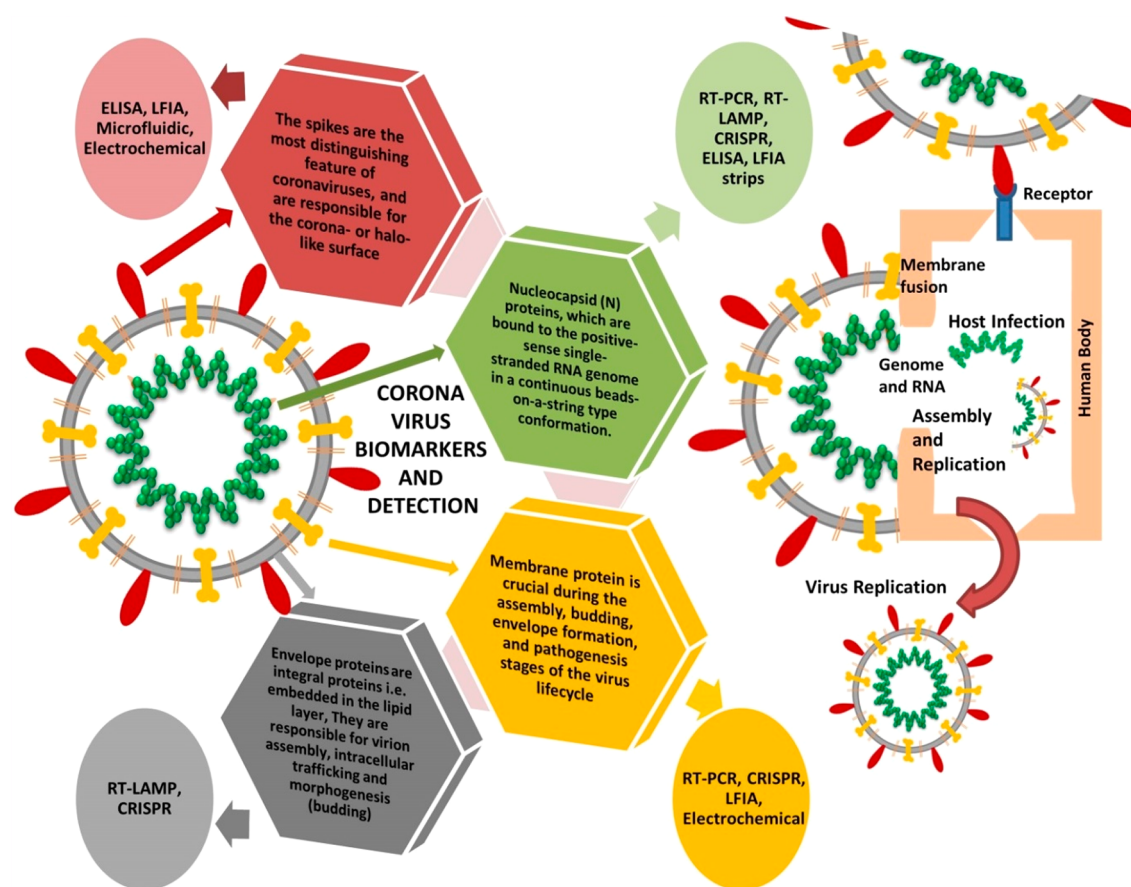 ELISA, LFIA,
Microfluidic,
Electrochemical
The spikes are the
most distinguishing
feature of
coronaviruses, and
are responsible for
the corona- or halo-
like surface
RT-PCR, RT-
LAMP,
CRISPR,
ELISA, LFIA
strips
Nucleocapsid (N)
proteins, which are
bound to the positive-
sense single-
stranded RNA genome
in a continuous beads-
on-a-string type
conformation.
CORONA
VIRUS
BIOMARKERS
AND
DETECTION
Membrane protein is
crucial during the
assembly, budding,
envelope formation,
and pathogenesis
stages of the virus
lifecycle
RT-PCR, CRISPR,
LFIA,
Electrochemical
Envelope proteins are
integral proteins i.e.
embedded in the lipid
layer, They are
responsible for virion
assembly, intracellular
trafficking and
morphogenesis
(budding)
RT-LAMP,
CRISPR
Receptor
Membrane
fusion
Host Infection
Genome
and RNA
Assembly
and
Replication
Human Body
Virus Replication